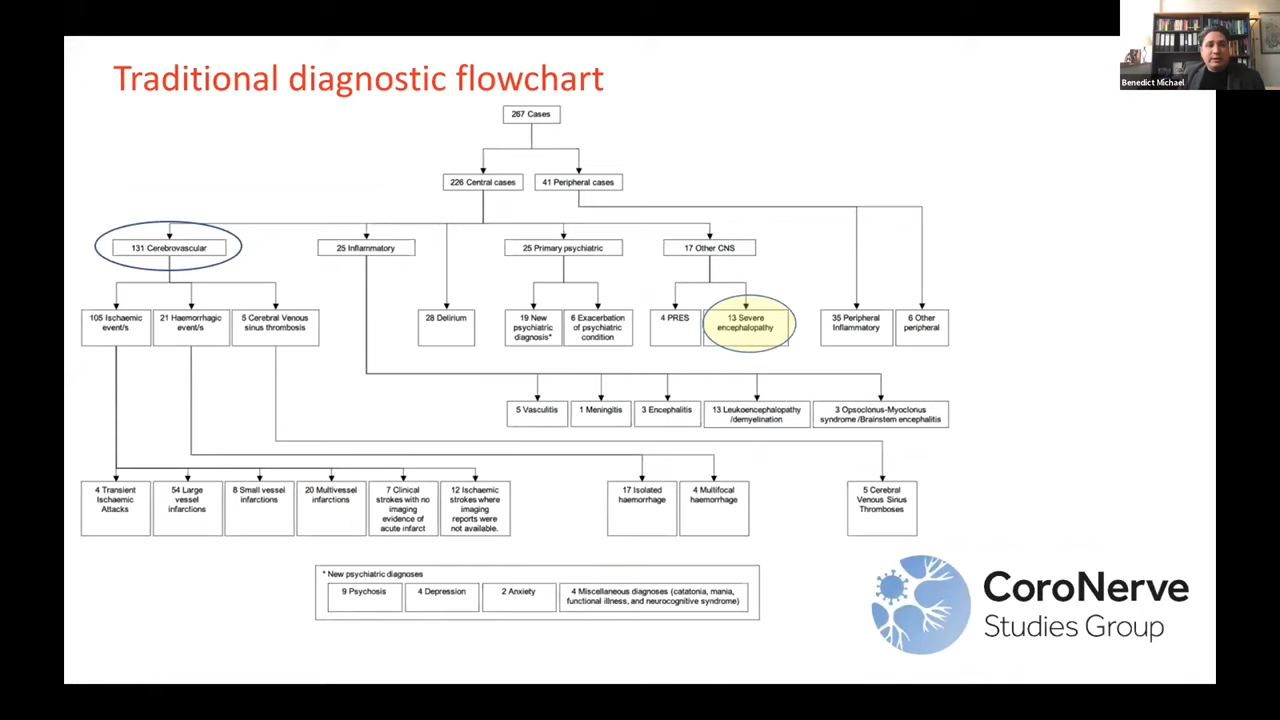 Benedict Michael
Traditional diagnostic flowchart
267 Cases
226 Central cases
41 Peripheral cases
131 Cerebrovascular
25 Inflammatory
25 Primary psychiatric
17 Other CNS
105 Ischaemic
event/s
21 Haemorrhagic
event/s
5 Cerebral Venous
sinus thrombosis
28 Delirium
19 New
psychiatric
diagnosis*
6 Exacerbation
of psychiatric
condition
4 PRES
13 Severe
encephalopathy
35 Peripheral
Inflammatory
6 Other
peripheral
5 Vasculitis
1 Meningitis
3 Encephalitis
13 Leukoencephalopathy
/demyelination
3 Opsoclonus-Myoclonus
syndrome /Brainstem encephalitis
4 Transient
Ischaemic
Attacks
54 Large
vessel
infarctions
8 Small vessel
infarctions
20 Multivessel
infarctions
7 Clinical
strokes with no
imaging
evidence of
acute infarct
12 Ischaemic
strokes where
imaging
reports were
not available.
17 Isolated
haemorrhage
4 Multifocal
haemorrhage
5 Cerebral
Venous Sinus
Thromboses
* New psychiatric diagnoses
9 Psychosis
4 Depression
2 Anxiety
4 Miscellaneous diagnoses (catatonia, mania,
functional illness, and neurocognitive syndrome)
CoroNerve
Studies Group